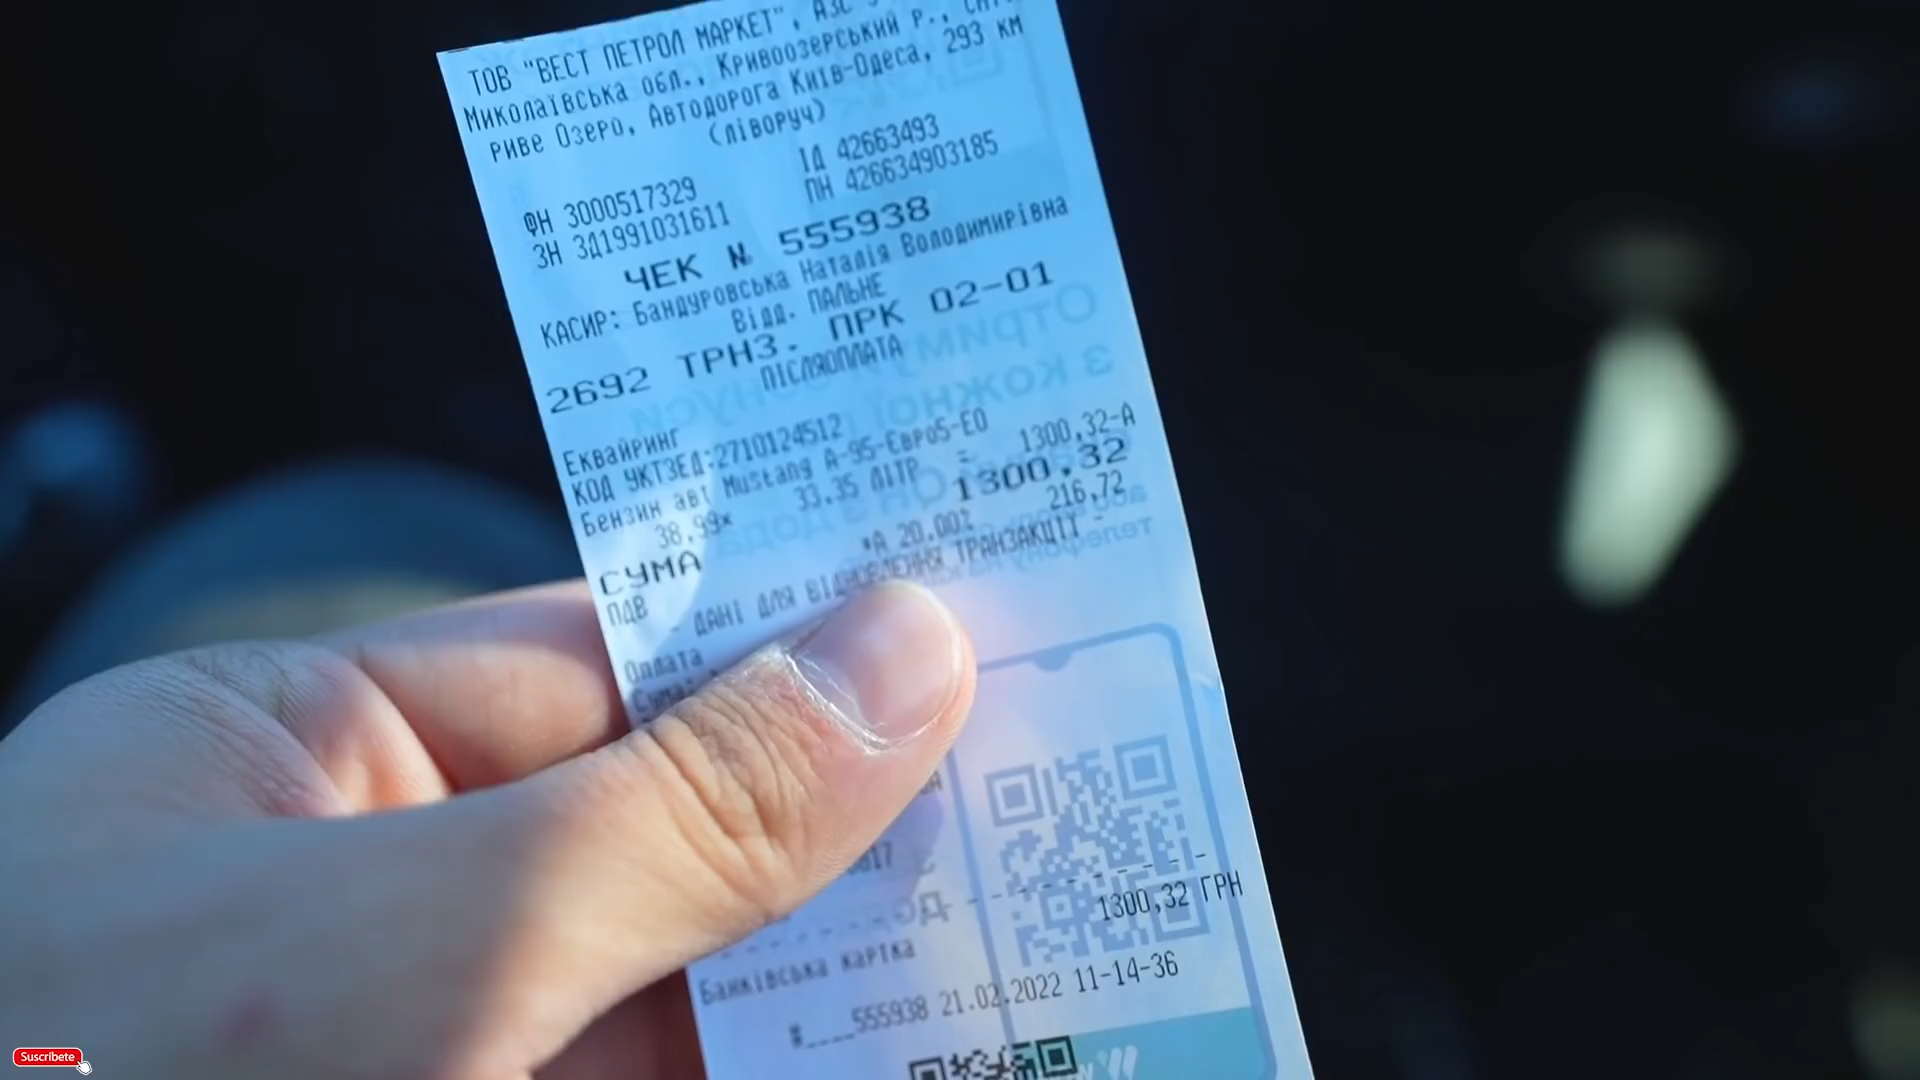 ТОВ "ВЕСТ ПЕТРОЛ МАРКЕТ", АЗС
Миколаївська обл., Кривоозерський р., смт.
риве Озеро, Автодорога Київ-Одеса, 293 км
(ліворуч)
ІД 42663493
ПН 426634903185
ФН 3000517329
ЗН ЗД1991031611
ЧЕК № 555938
КАСИР: Бандуровська Наталія Володимирівна
Відд. ПАЛЬНЕ
2692 ТРНЗ. ПРК 02-01
ПІСЛЯОПЛАТА
Еквайринг
КОД УКТЗЕД:2710124512
Бензин авт Mustang А-95-Євро5-Е0
38,99× 33,35 ЛІТР = 1300,32-А
СУМА 1300,32
ПДВ *А 20,00% 216,72
- ДАНІ ДЛЯ ВІДНОВЛЕННЯ ТРАНЗАКЦІЇ -
Оплата
Сума:
1300,32 ГРН
Банківська картка
#____555938 21.02.2022 11-14-36
Suscríbete